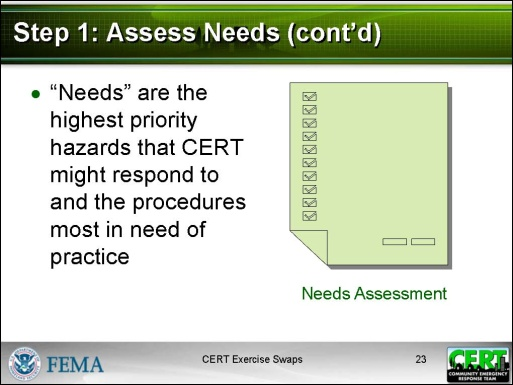 Step 1: Assess Needs (cont’d)
● “Needs” are the
highest priority
hazards that CERT
might respond to
and the procedures
most in need of
practice
Needs Assessment
FEMA
CERT Exercise Swaps
23
CERT
COMMUNITY EMERGENCY
RESPONSE TEAM